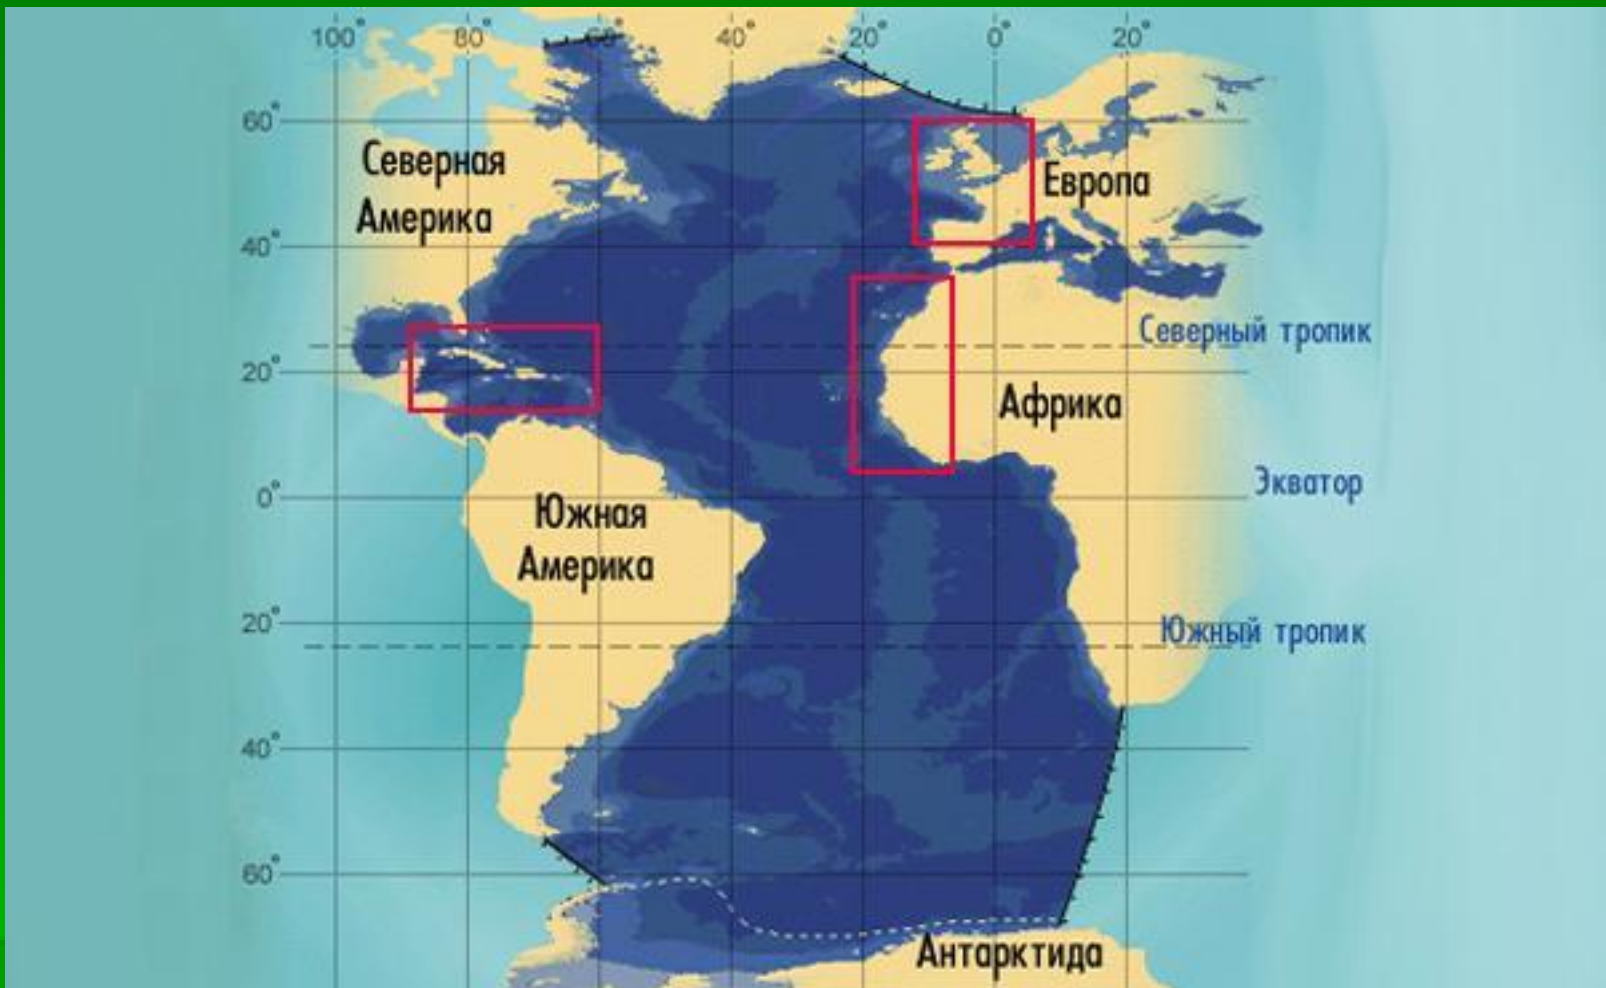 100° 80° 60° 40° 20° 0° 20°
60°
Северная
Америка
Европа
40°
Северный тропик
20°
Африка
0°
Экватор
Южная
Америка
20°
Южный тропик
40°
60°
Антарктида